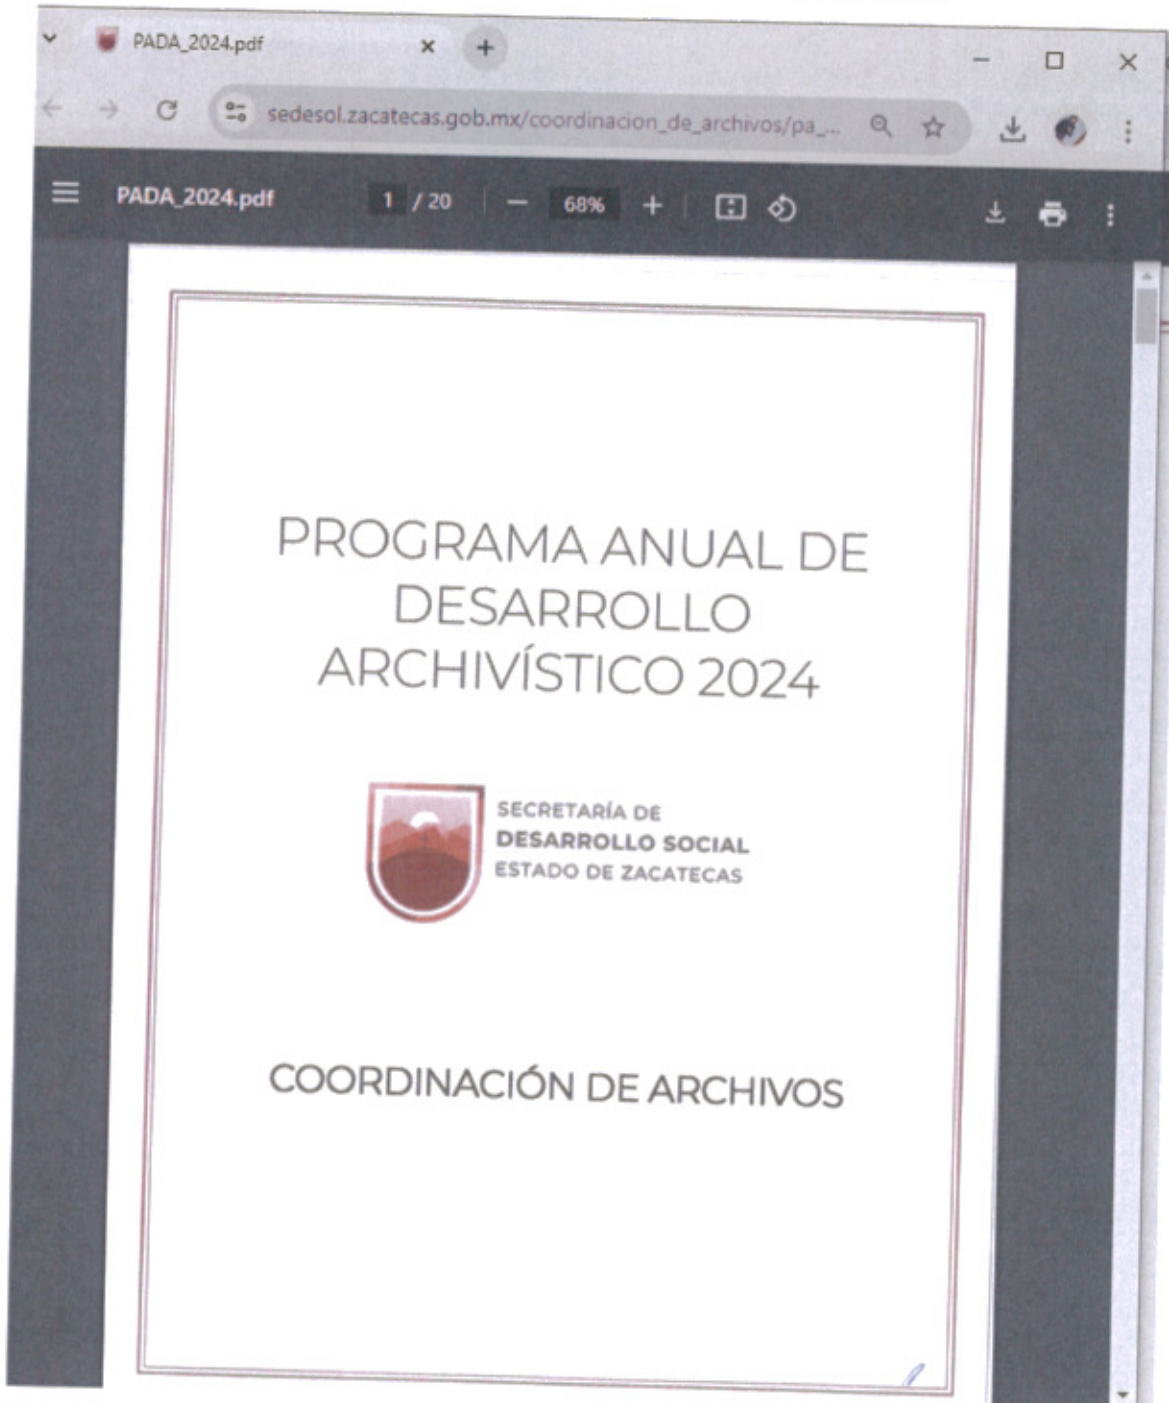 PADA_2024.pdf
sedesol.zacatecas.gob.mx/coordinacion_de_archivos/pa_...
PADA_2024.pdf 1 / 20 68%
PROGRAMA ANUAL DE
DESARROLLO
ARCHIVÍSTICO 2024
SECRETARÍA DE
DESARROLLO SOCIAL
ESTADO DE ZACATECAS
COORDINACIÓN DE ARCHIVOS